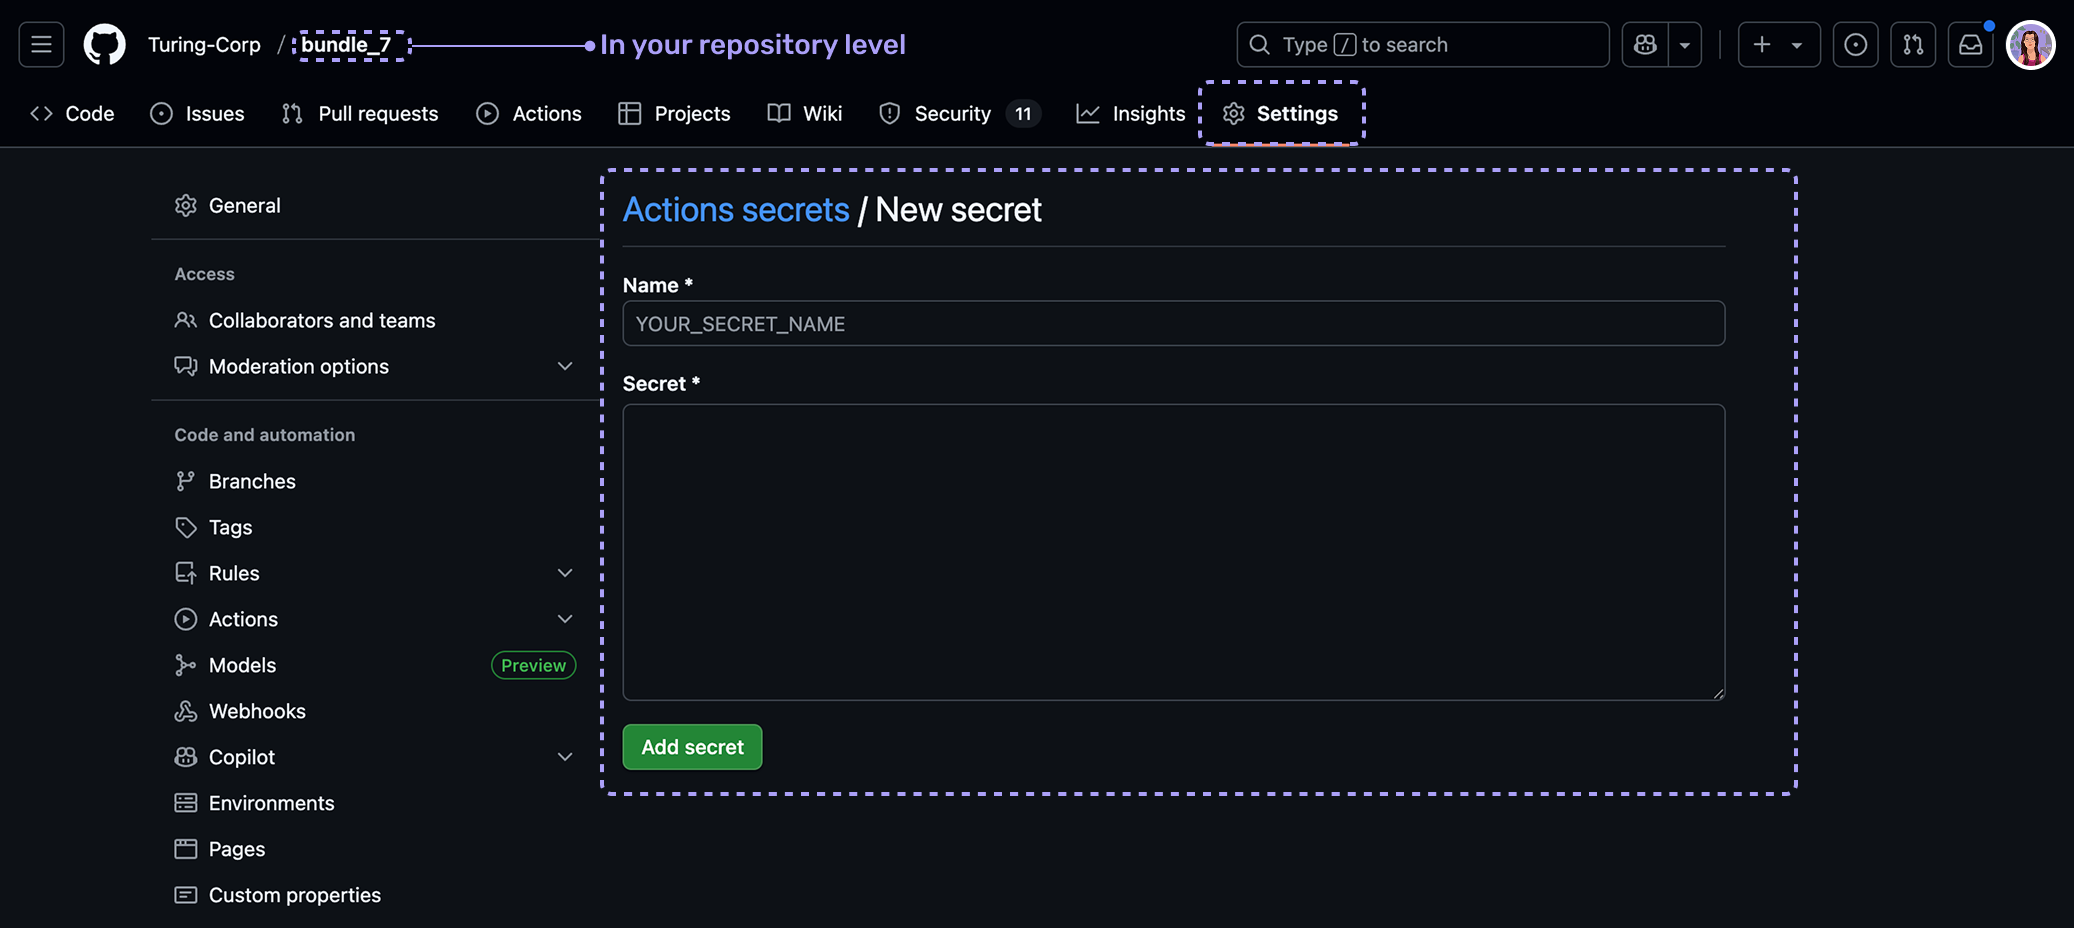 Turing-Corp / bundle_7 In your repository level Type / to search
Code Issues Pull requests Actions Projects Wiki Security 11 Insights Settings
General
Access
Collaborators and teams
Moderation options
Code and automation
Branches
Tags
Rules
Actions
Models Preview
Webhooks
Copilot
Environments
Pages
Custom properties
Actions secrets / New secret
Name *
YOUR_SECRET_NAME
Secret *
Add secret